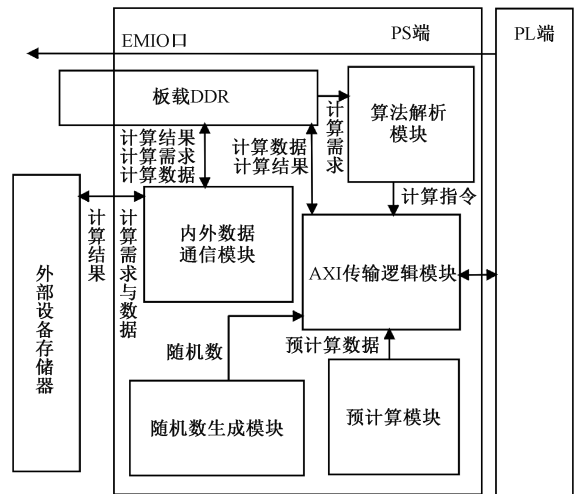 EMIO口
PS端
PL端
板载DDR
算法解析
模块
计算需求
计算结果
计算需求
计算数据
计算数据
计算结果
计算指令
内外数据
通信模块
AXI传输逻辑模块
计算结果
计算需求与数据
外部设备存储器
随机数
预计算数据
随机数生成模块
预计算模块